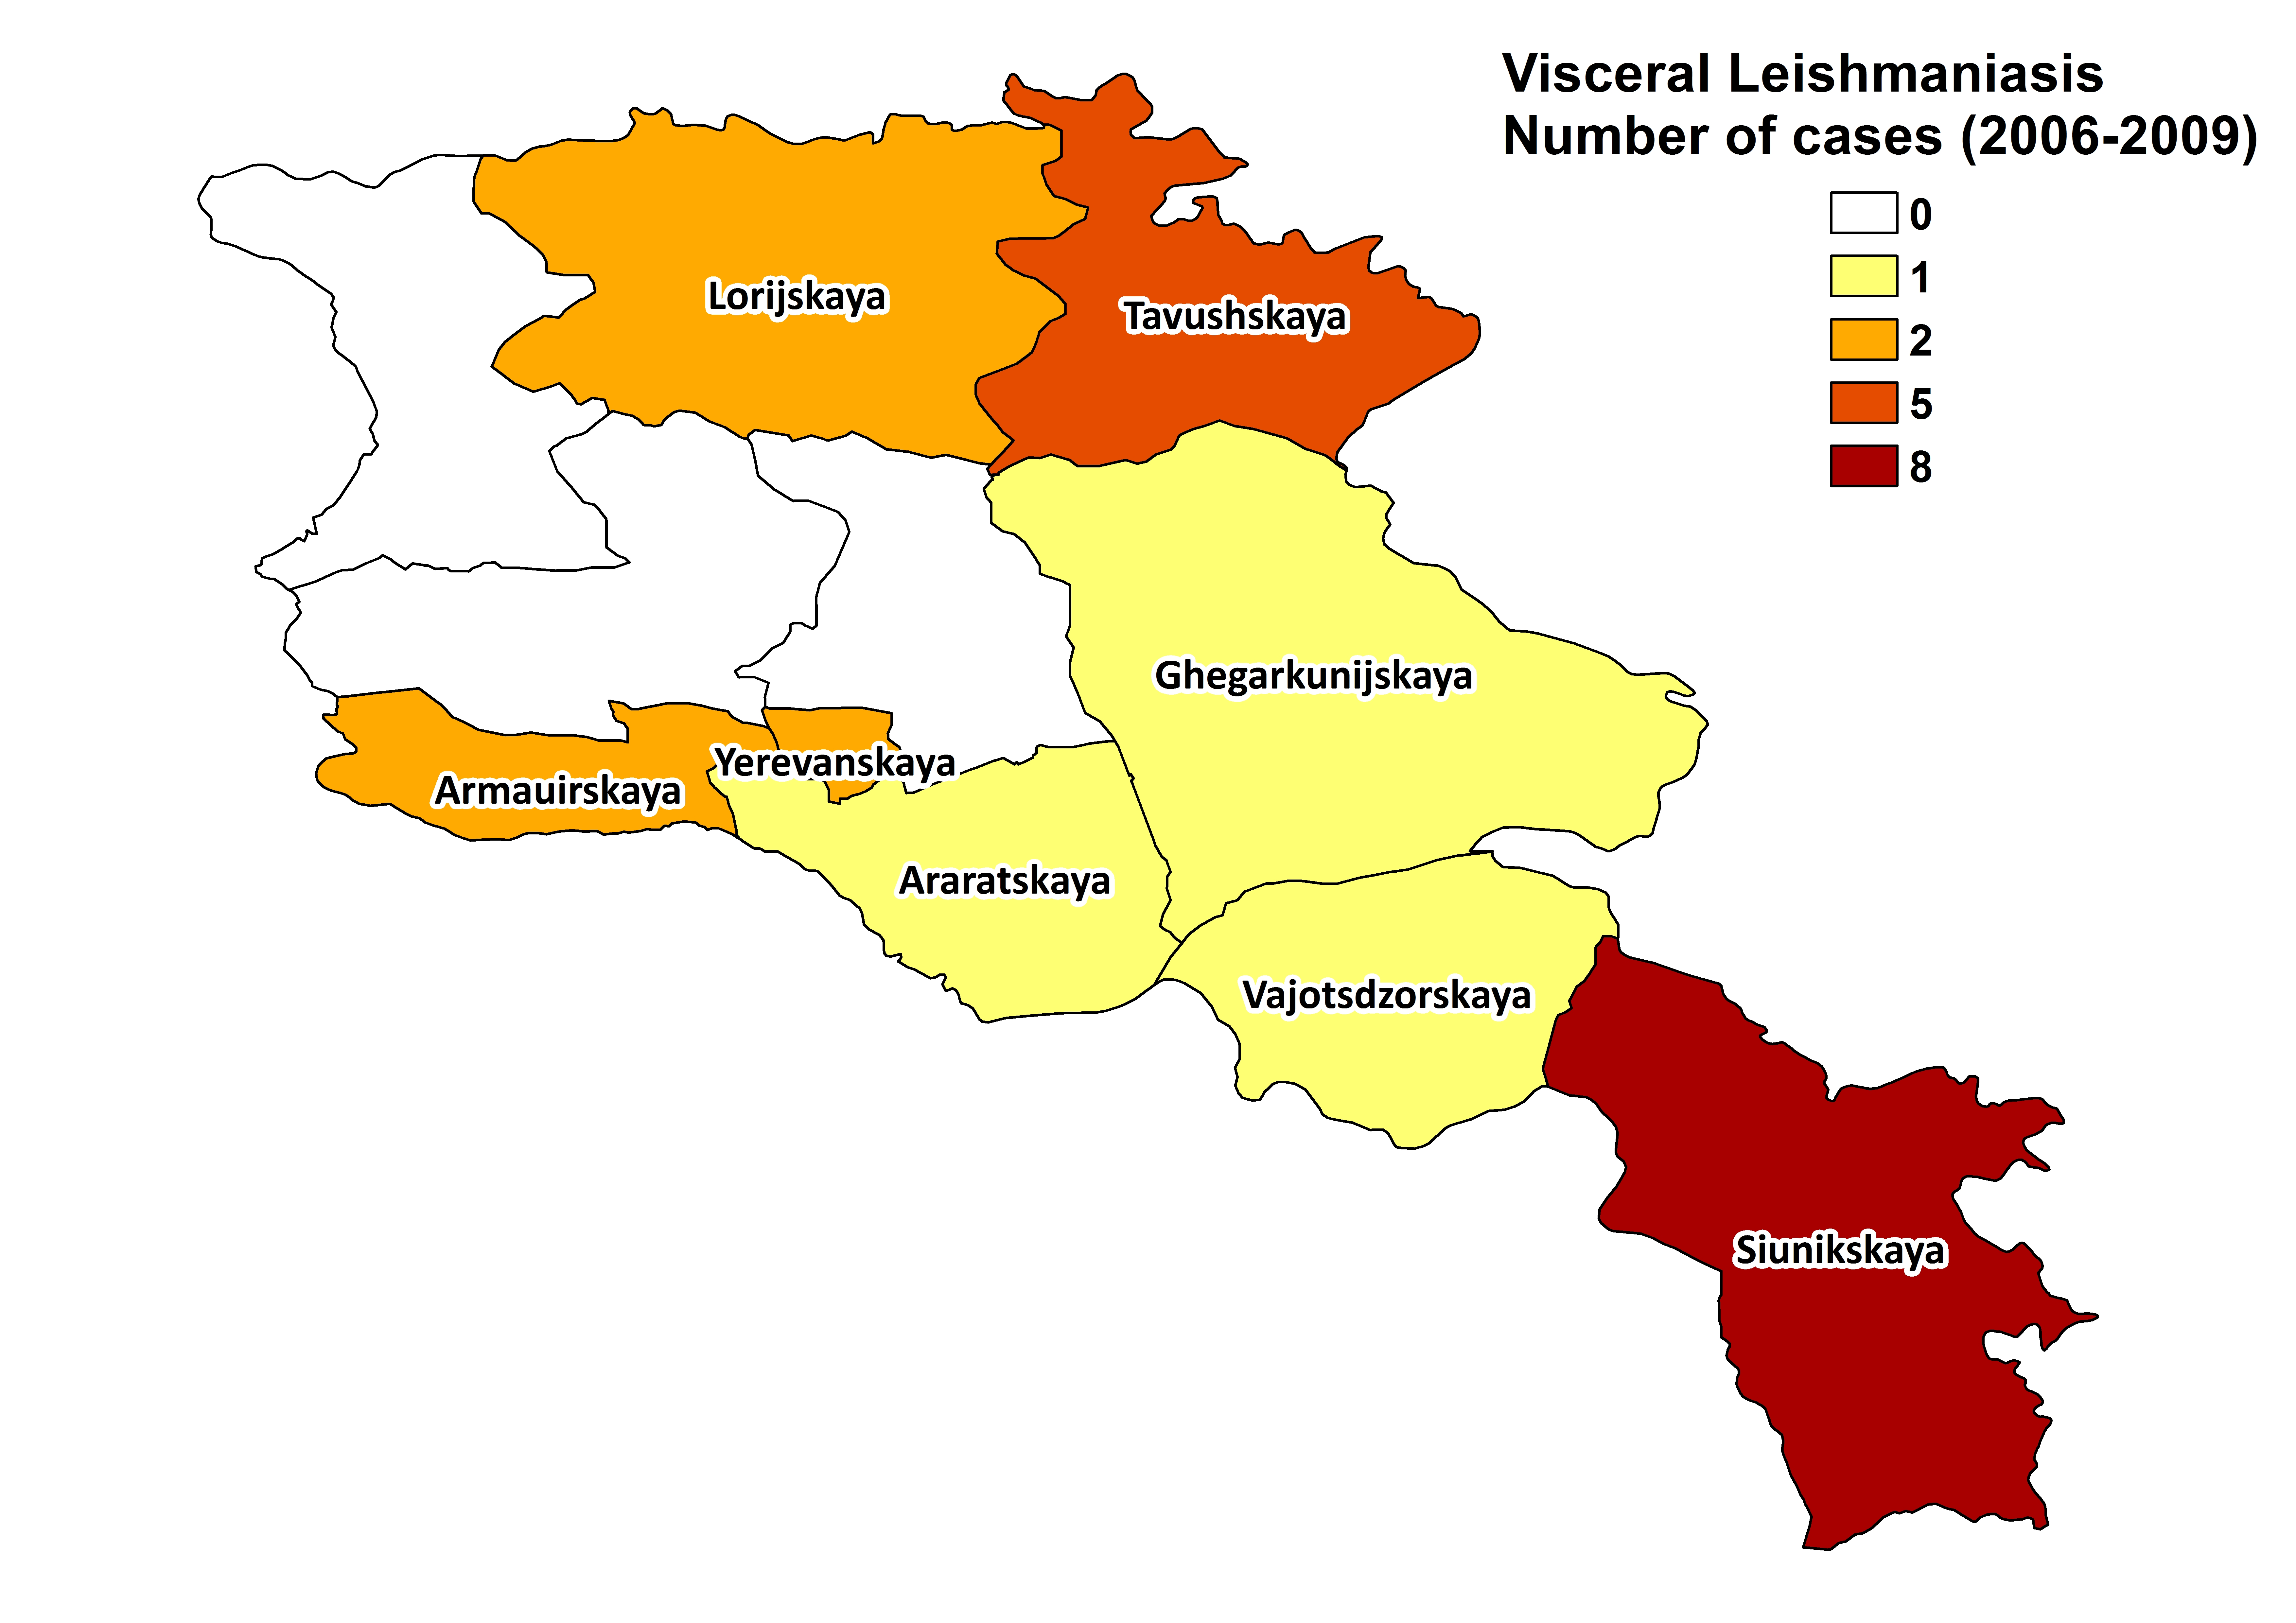 Visceral Leishmaniasis
Number of cases (2006-2009)
0
1
2
5
8
Lorijskaya
Tavushskaya
Ghegarkunijskaya
Yerevanskaya
Armauirskaya
Araratskaya
Vajotsdzorskaya
Siunikskaya